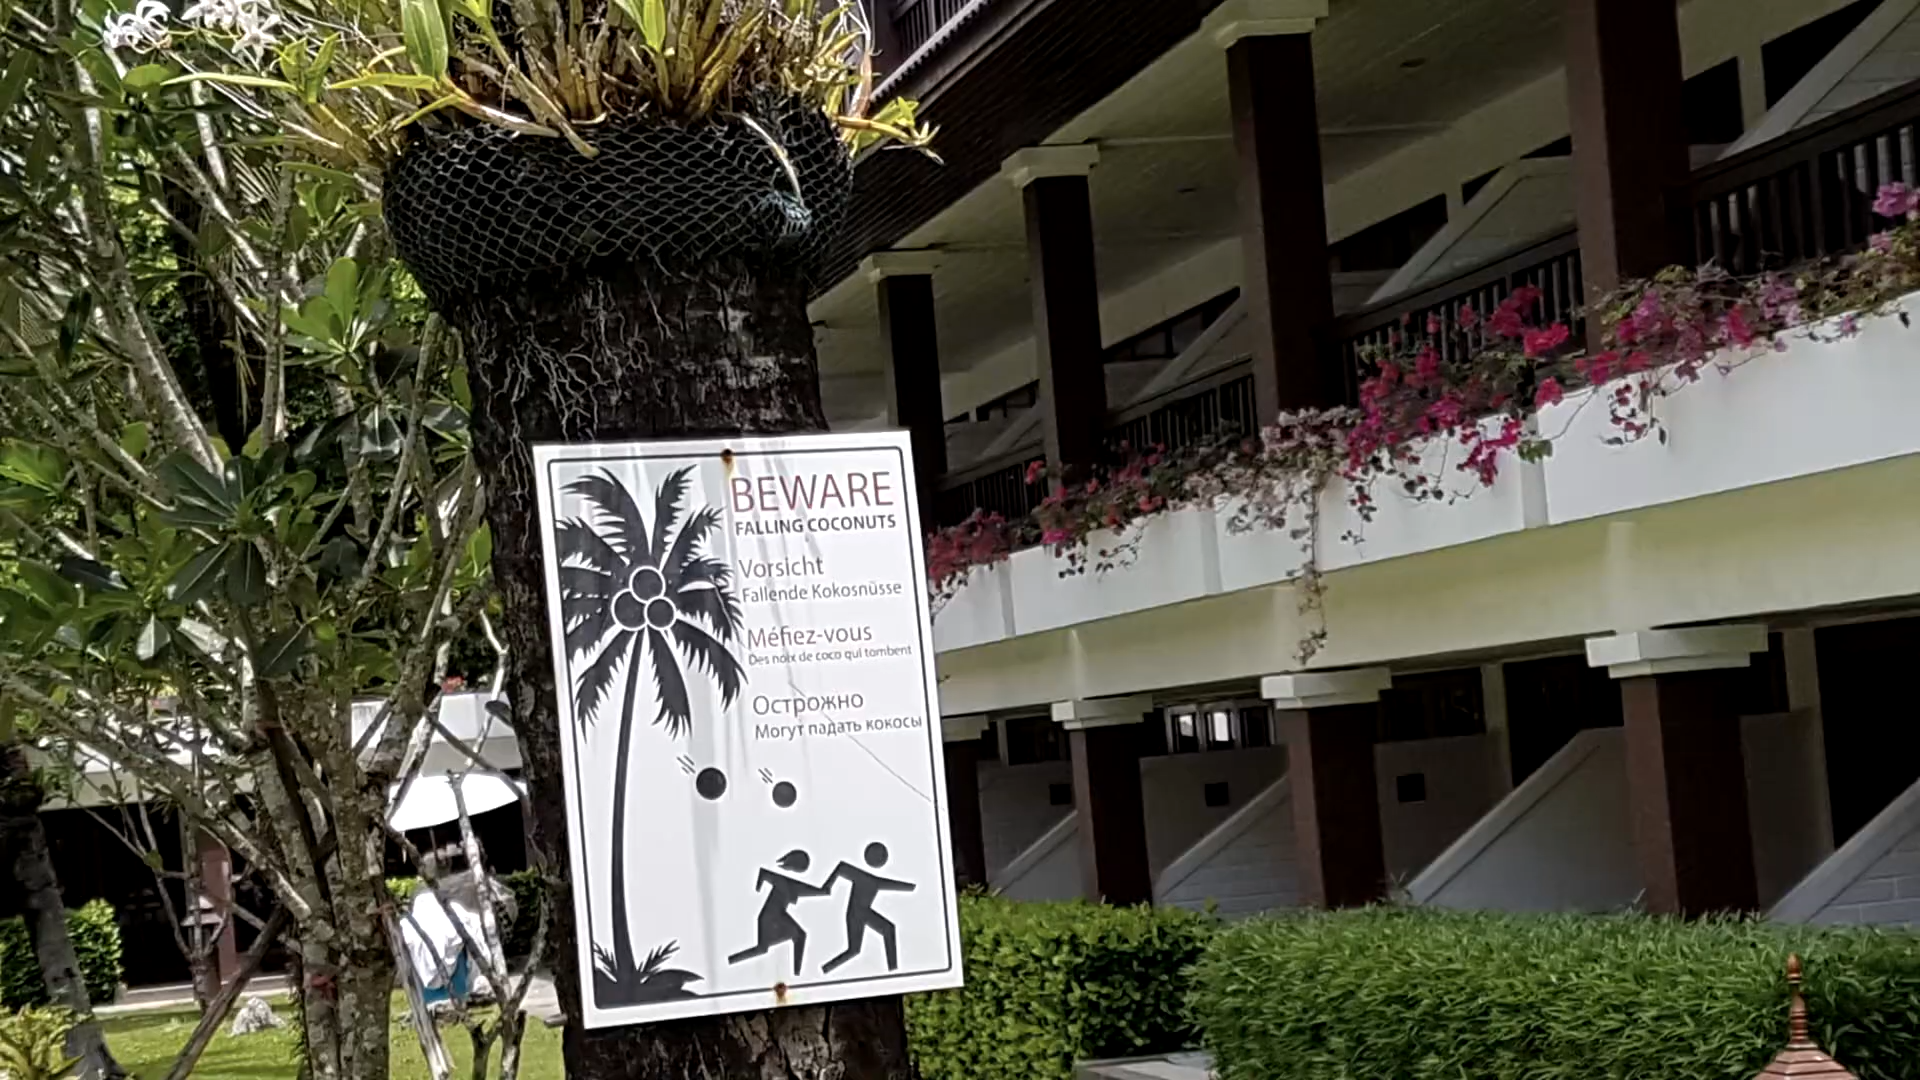 BEWARE
FALLING COCONUTS
Vorsicht
Fallende Kokosnüsse
Méfiez-vous
Des noix de coco qui tombent
Осторожно
Могут падать кокосы